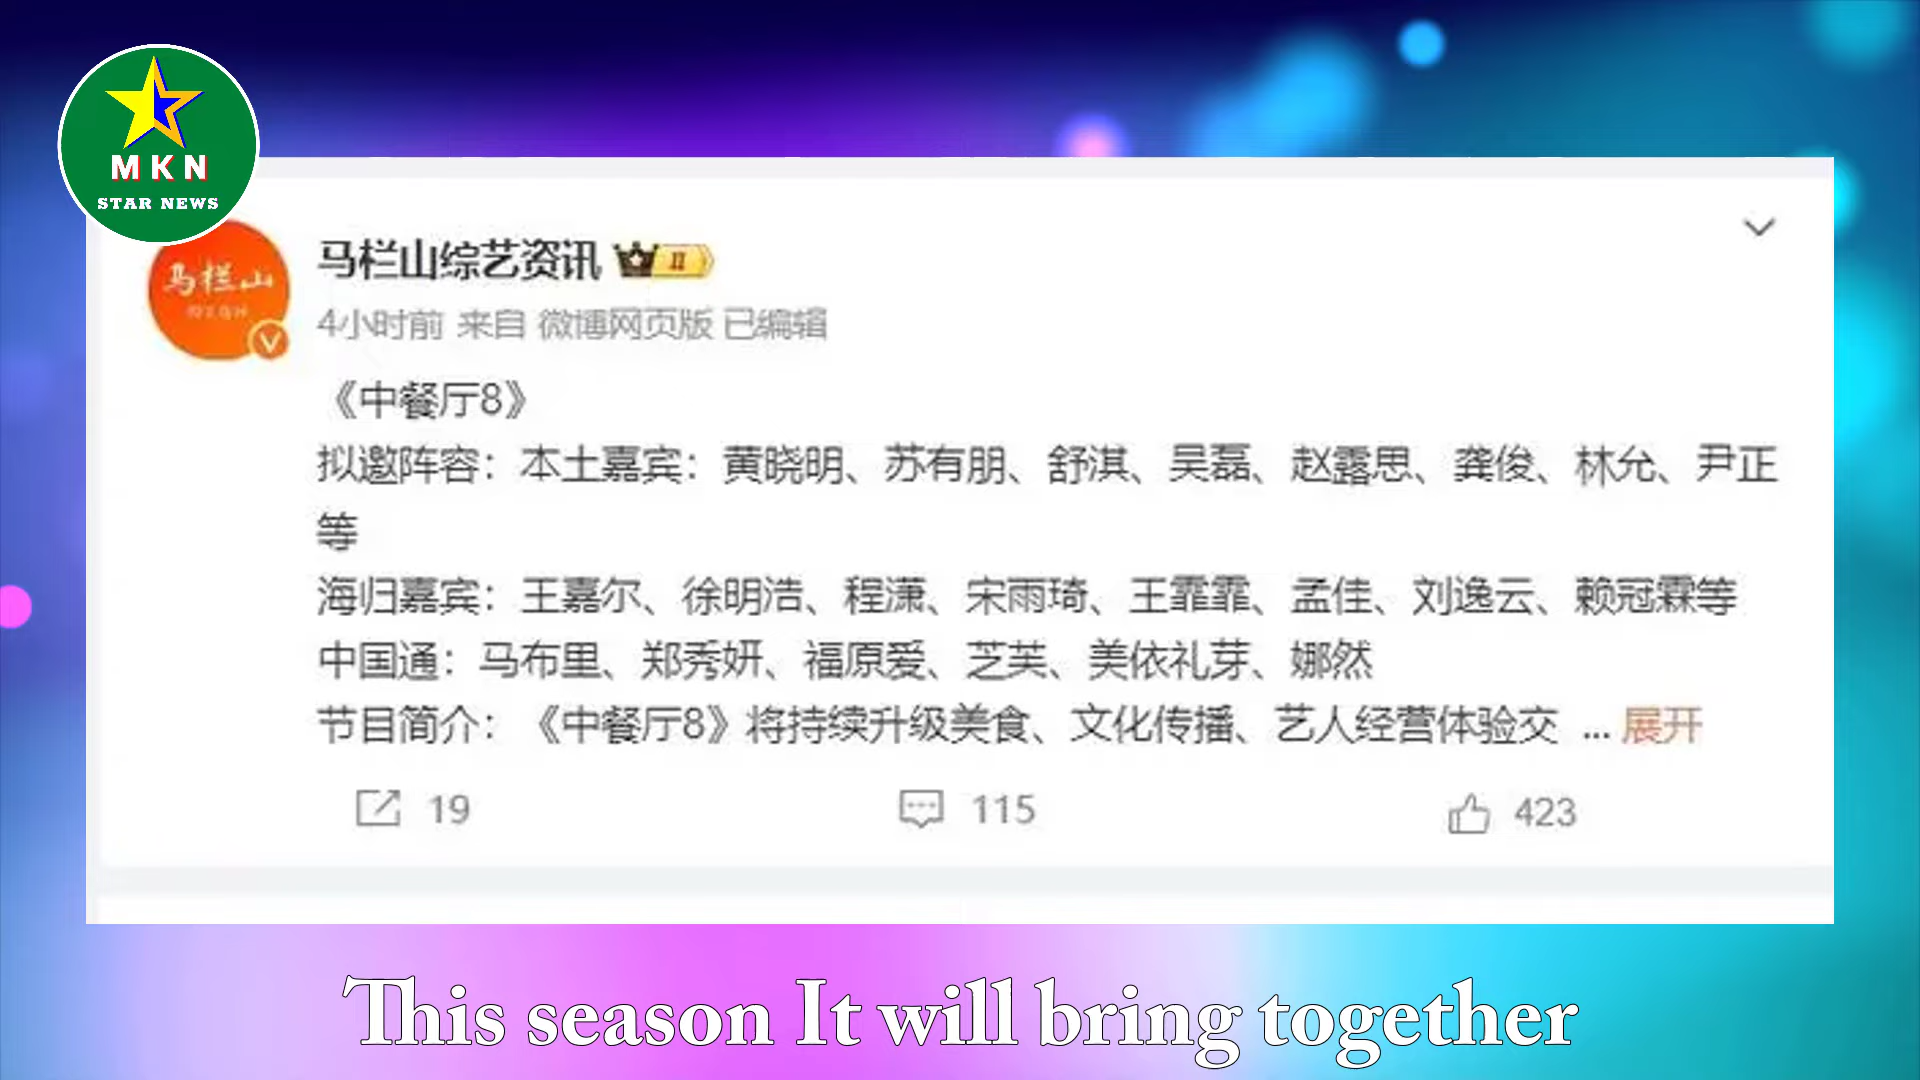 MKN
STAR NEWS
马栏山
马栏山综艺资讯 II
4小时前 来自 微博网页版 已编辑
《中餐厅8》
拟邀阵容：本土嘉宾：黄晓明、苏有朋、舒淇、吴磊、赵露思、龚俊、林允、尹正
等
海归嘉宾：王嘉尔、徐明浩、程潇、宋雨琦、王霏霏、孟佳、刘逸云、赖冠霖等
中国通：马布里、郑秀妍、福原爱、芝芙、美依礼芽、娜然
节目简介：《中餐厅8》将持续升级美食、文化传播、艺人经营体验交 ... 展开
19 115 423
This season It will bring together